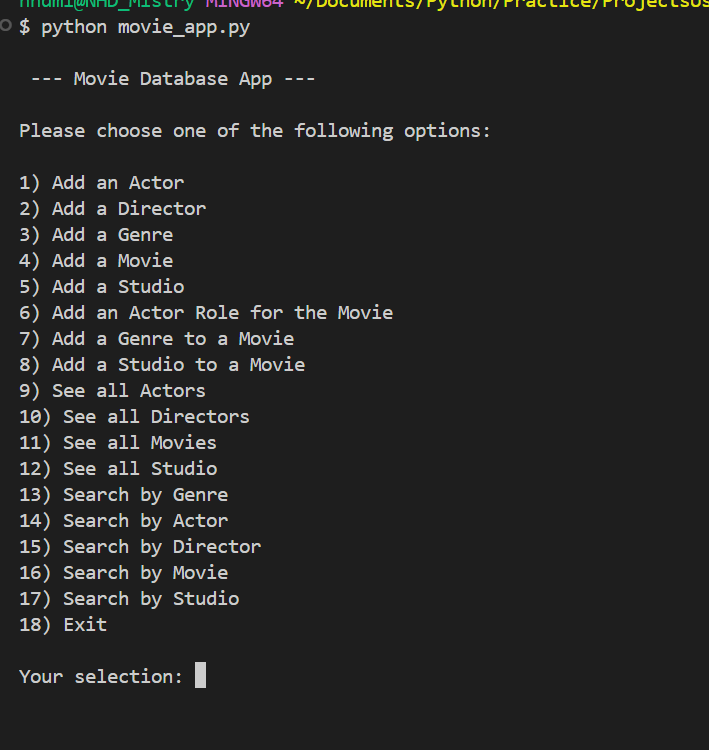 nhdmi@NHD_Mistry MINGW64 ~/Documents/Python/Practice/ProjectsUs
$ python movie_app.py
--- Movie Database App ---
Please choose one of the following options:
1) Add an Actor
2) Add a Director
3) Add a Genre
4) Add a Movie
5) Add a Studio
6) Add an Actor Role for the Movie
7) Add a Genre to a Movie
8) Add a Studio to a Movie
9) See all Actors
10) See all Directors
11) See all Movies
12) See all Studio
13) Search by Genre
14) Search by Actor
15) Search by Director
16) Search by Movie
17) Search by Studio
18) Exit
Your selection: